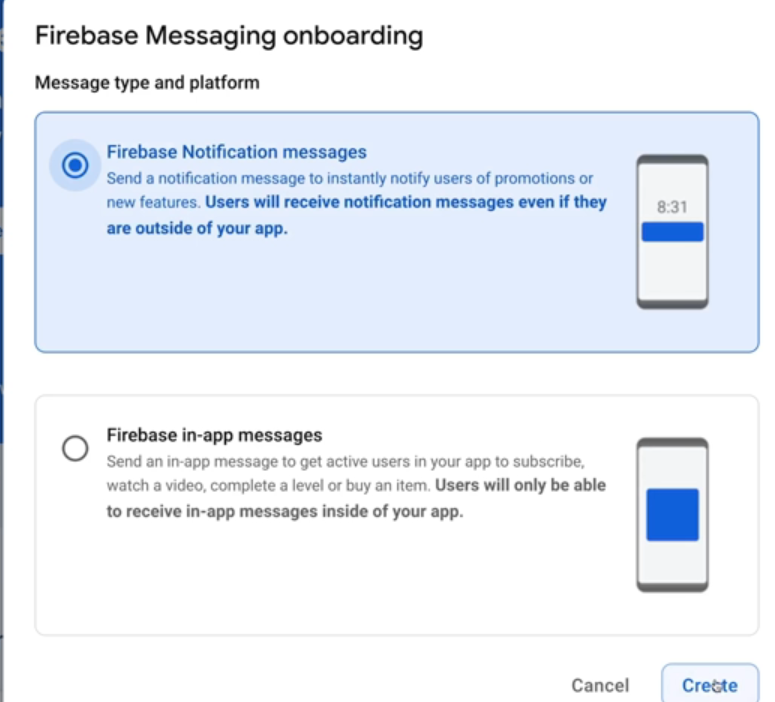 Firebase Messaging onboarding
Message type and platform
Firebase Notification messages
Send a notification message to instantly notify users of promotions or
new features. Users will receive notification messages even if they
are outside of your app.
8:31
Firebase in-app messages
Send an in-app message to get active users in your app to subscribe,
watch a video, complete a level or buy an item. Users will only be able
to receive in-app messages inside of your app.
Cancel
Create